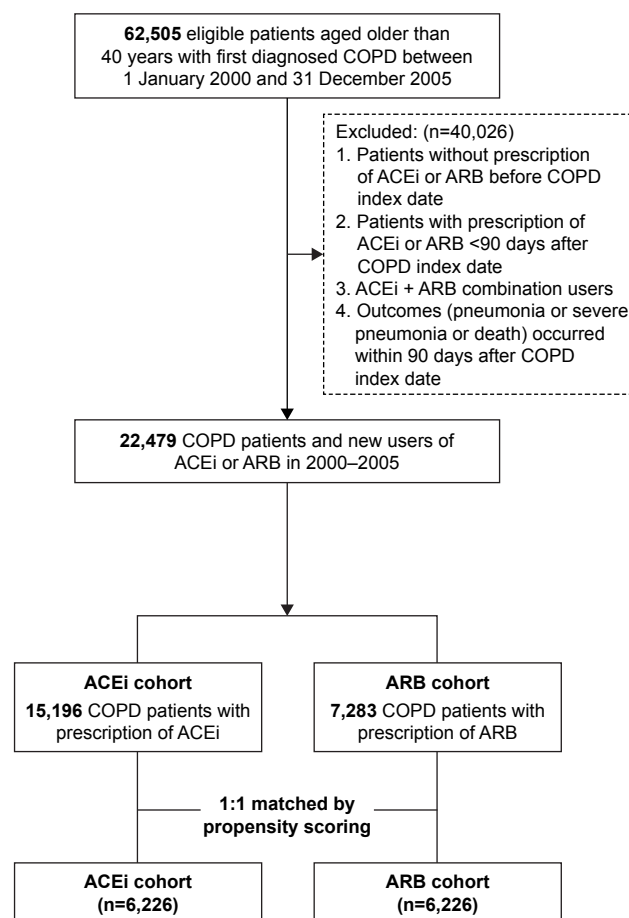 62,505 eligible patients aged older than
40 years with first diagnosed COPD between
1 January 2000 and 31 December 2005
Excluded: (n=40,026)
1. Patients without prescription
of ACEi or ARB before COPD
index date
2. Patients with prescription of
ACEi or ARB <90 days after
COPD index date
3. ACEi + ARB combination users
4. Outcomes (pneumonia or severe
pneumonia or death) occurred
within 90 days after COPD
index date
22,479 COPD patients and new users of
ACEi or ARB in 2000–2005
ACEi cohort
15,196 COPD patients with
prescription of ACEi
ARB cohort
7,283 COPD patients with
prescription of ARB
1:1 matched by
propensity scoring
ACEi cohort
(n=6,226)
ARB cohort
(n=6,226)